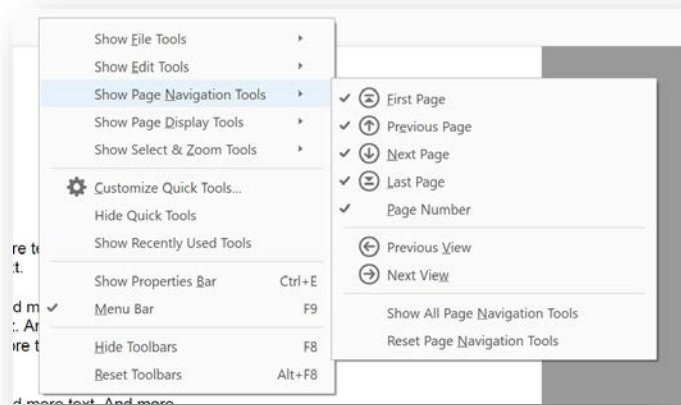 Show File Tools
Show Edit Tools
Show Page Navigation Tools
Show Page Display Tools
Show Select & Zoom Tools
Customize Quick Tools...
Hide Quick Tools
Show Recently Used Tools
Show Properties Bar Ctrl+E
Menu Bar F9
Hide Toolbars F8
Reset Toolbars Alt+F8
First Page
Previous Page
Next Page
Last Page
Page Number
Previous View
Next View
Show All Page Navigation Tools
Reset Page Navigation Tools
d more text. And more